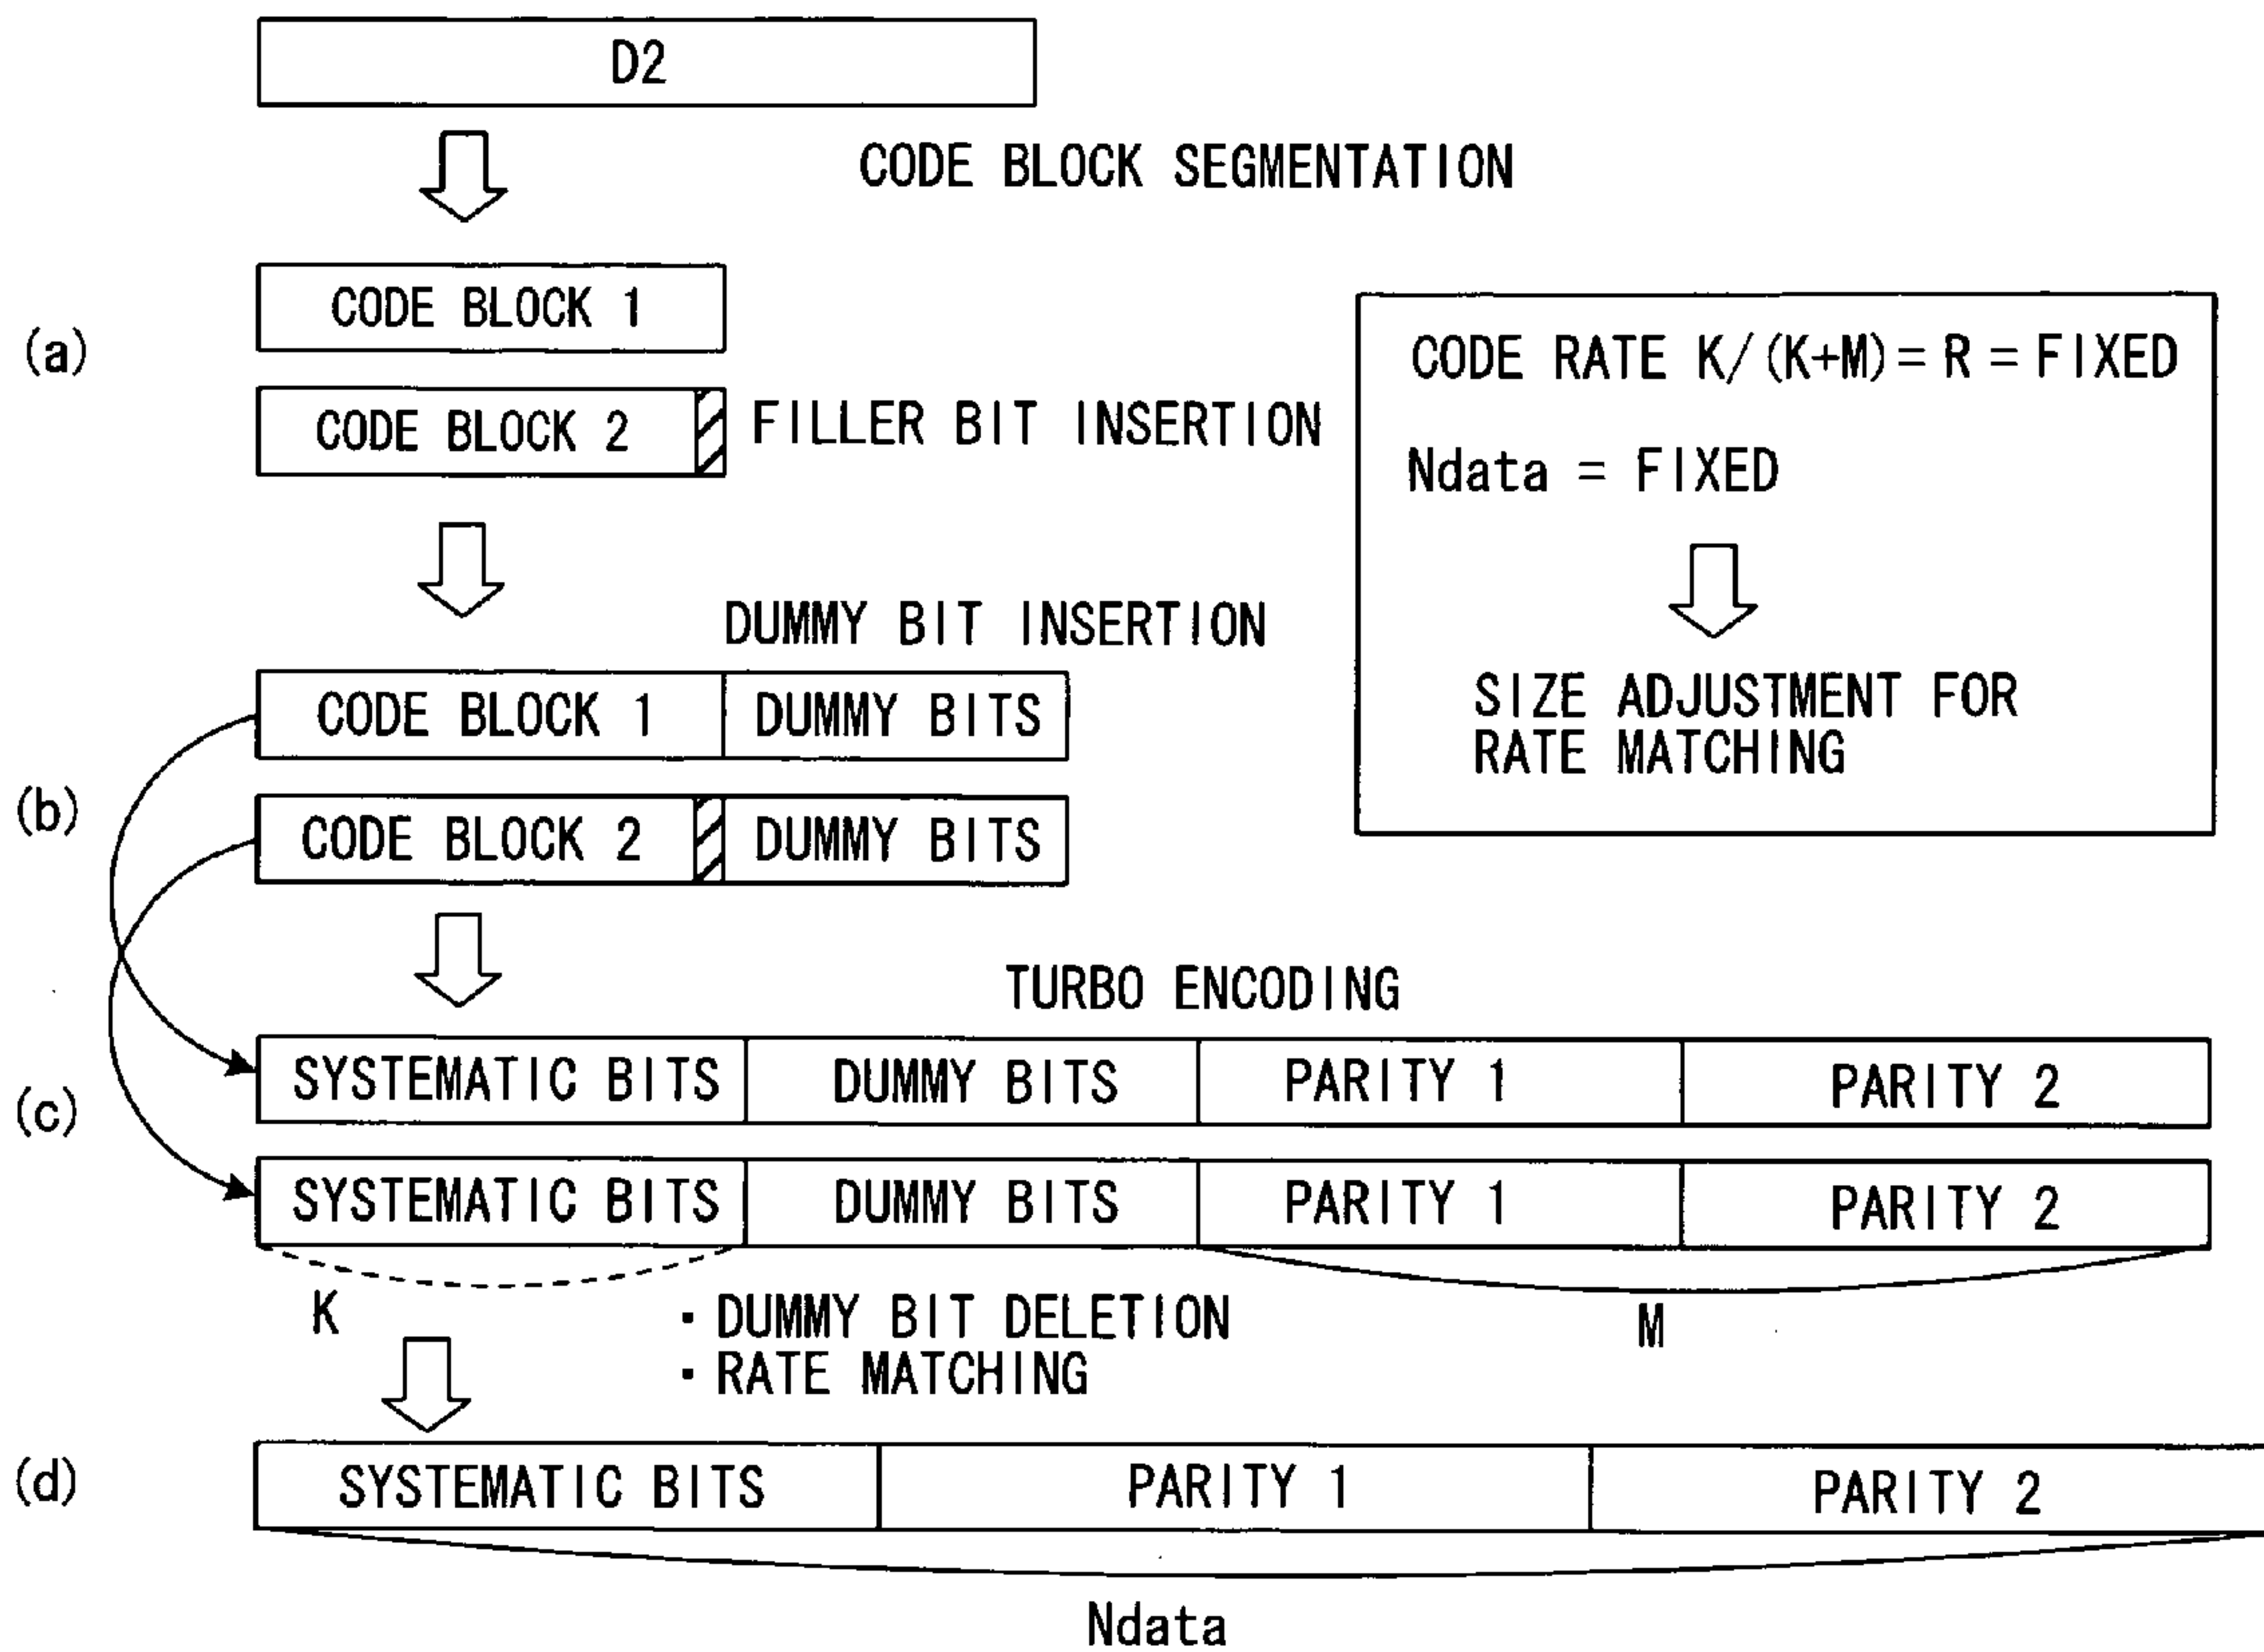 D2
CODE BLOCK SEGMENTATION
(a)
CODE BLOCK 1
CODE BLOCK 2
FILLER BIT INSERTION
CODE RATE K/(K+M)=R=FIXED
Ndata = FIXED
SIZE ADJUSTMENT FOR
RATE MATCHING
DUMMY BIT INSERTION
(b)
CODE BLOCK 1 DUMMY BITS
CODE BLOCK 2 DUMMY BITS
TURBO ENCODING
(c)
SYSTEMATIC BITS DUMMY BITS PARITY 1 PARITY 2
SYSTEMATIC BITS DUMMY BITS PARITY 1 PARITY 2
K
M
· DUMMY BIT DELETION
· RATE MATCHING
(d)
SYSTEMATIC BITS PARITY 1 PARITY 2
Ndata